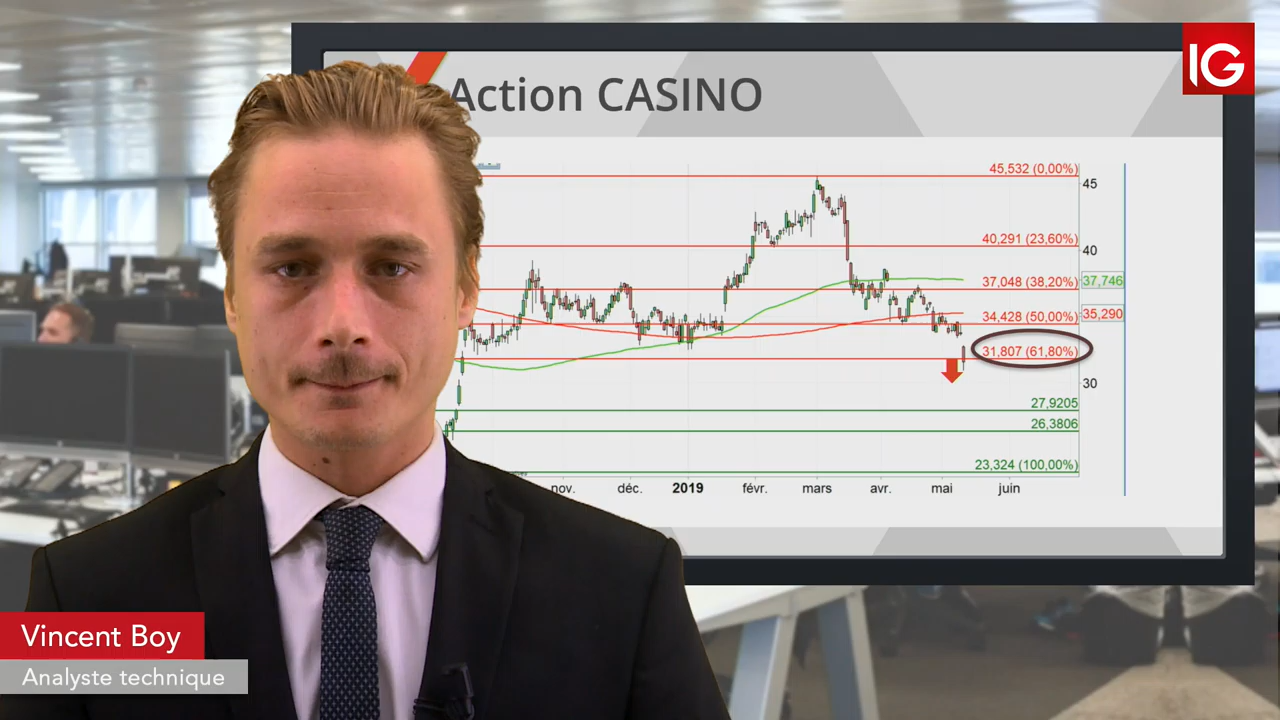 IG
Action CASINO
45,532 (0,00%)
45
40,291 (23,60%)
40
37,048 (38,20%)
37,746
34,428 (50,00%)
35,290
31,807 (61,80%)
30
27,9205
26,3806
23,324 (100,00%)
nov.
déc.
2019
févr.
mars
avr.
mai
juin
Vincent Boy
Analyste technique